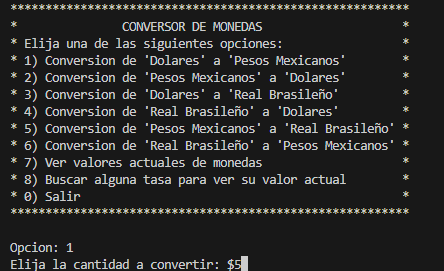 *********************************************************
* CONVERSOR DE MONEDAS *
* Elija una de las siguientes opciones: *
* 1) Conversion de 'Dolares' a 'Pesos Mexicanos' *
* 2) Conversion de 'Pesos Mexicanos' a 'Dolares' *
* 3) Conversion de 'Dolares' a 'Real Brasileño' *
* 4) Conversion de 'Real Brasileño' a 'Dolares' *
* 5) Conversion de 'Pesos Mexicanos' a 'Real Brasileño' *
* 6) Conversion de 'Real Brasileño' a 'Pesos Mexicanos' *
* 7) Ver valores actuales de monedas *
* 8) Buscar alguna tasa para ver su valor actual *
* 0) Salir *
*********************************************************
Opcion: 1
Elija la cantidad a convertir: $5